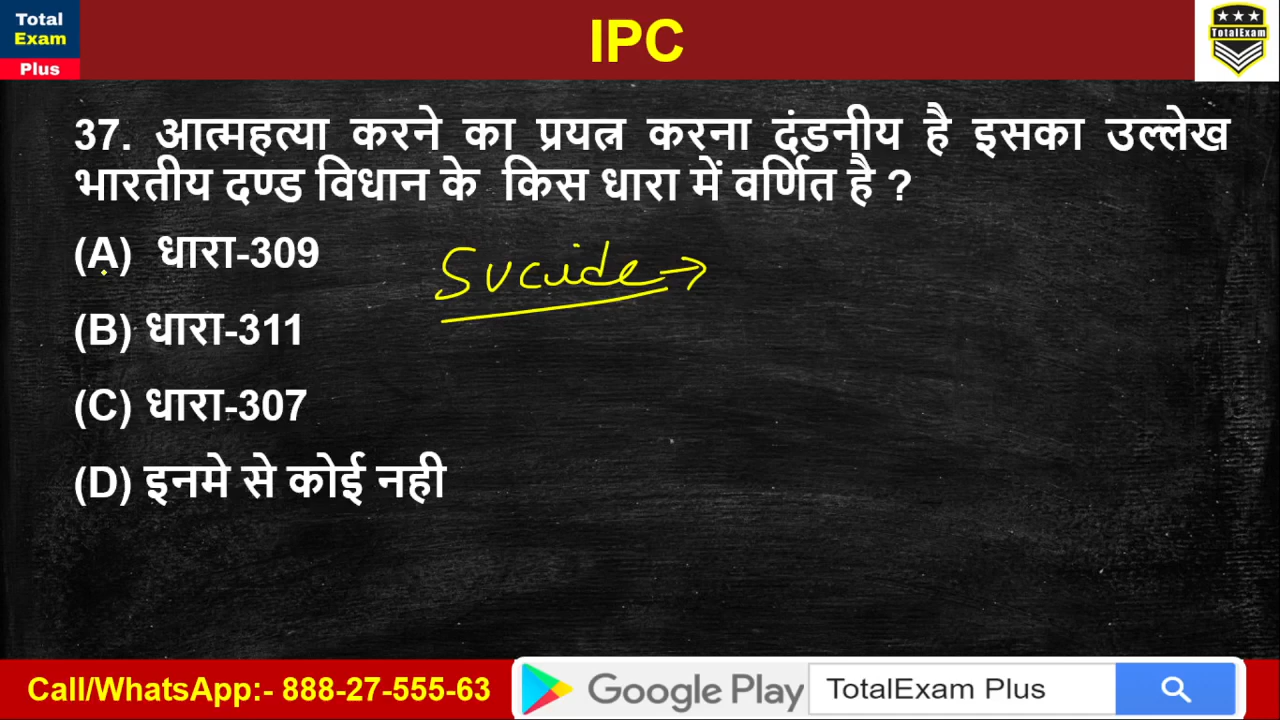 Total
Exam
Plus
IPC
TotalExam
37. आत्महत्या करने का प्रयत्न करना दंडनीय है इसका उल्लेख
भारतीय दण्ड विधान के किस धारा में वर्णित है ?
(A) धारा-309
Sucide →
(B) धारा-311
(C) धारा-307
(D) इनमे से कोई नही
Call/WhatsApp:- 888-27-555-63
Google Play
TotalExam Plus